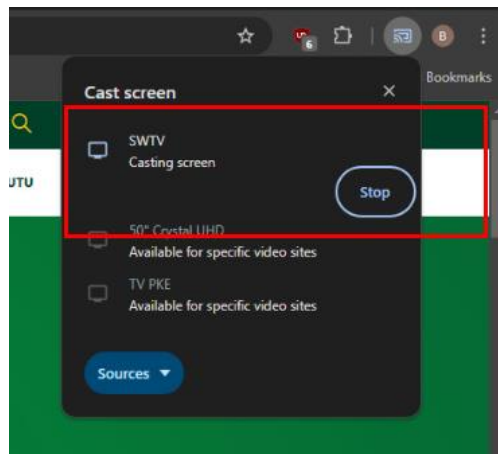 6
B
Bookmarks
Cast screen
UTU
SWTV
Casting screen
Stop
50" Crystal UHD
Available for specific video sites
TV PKE
Available for specific video sites
Sources